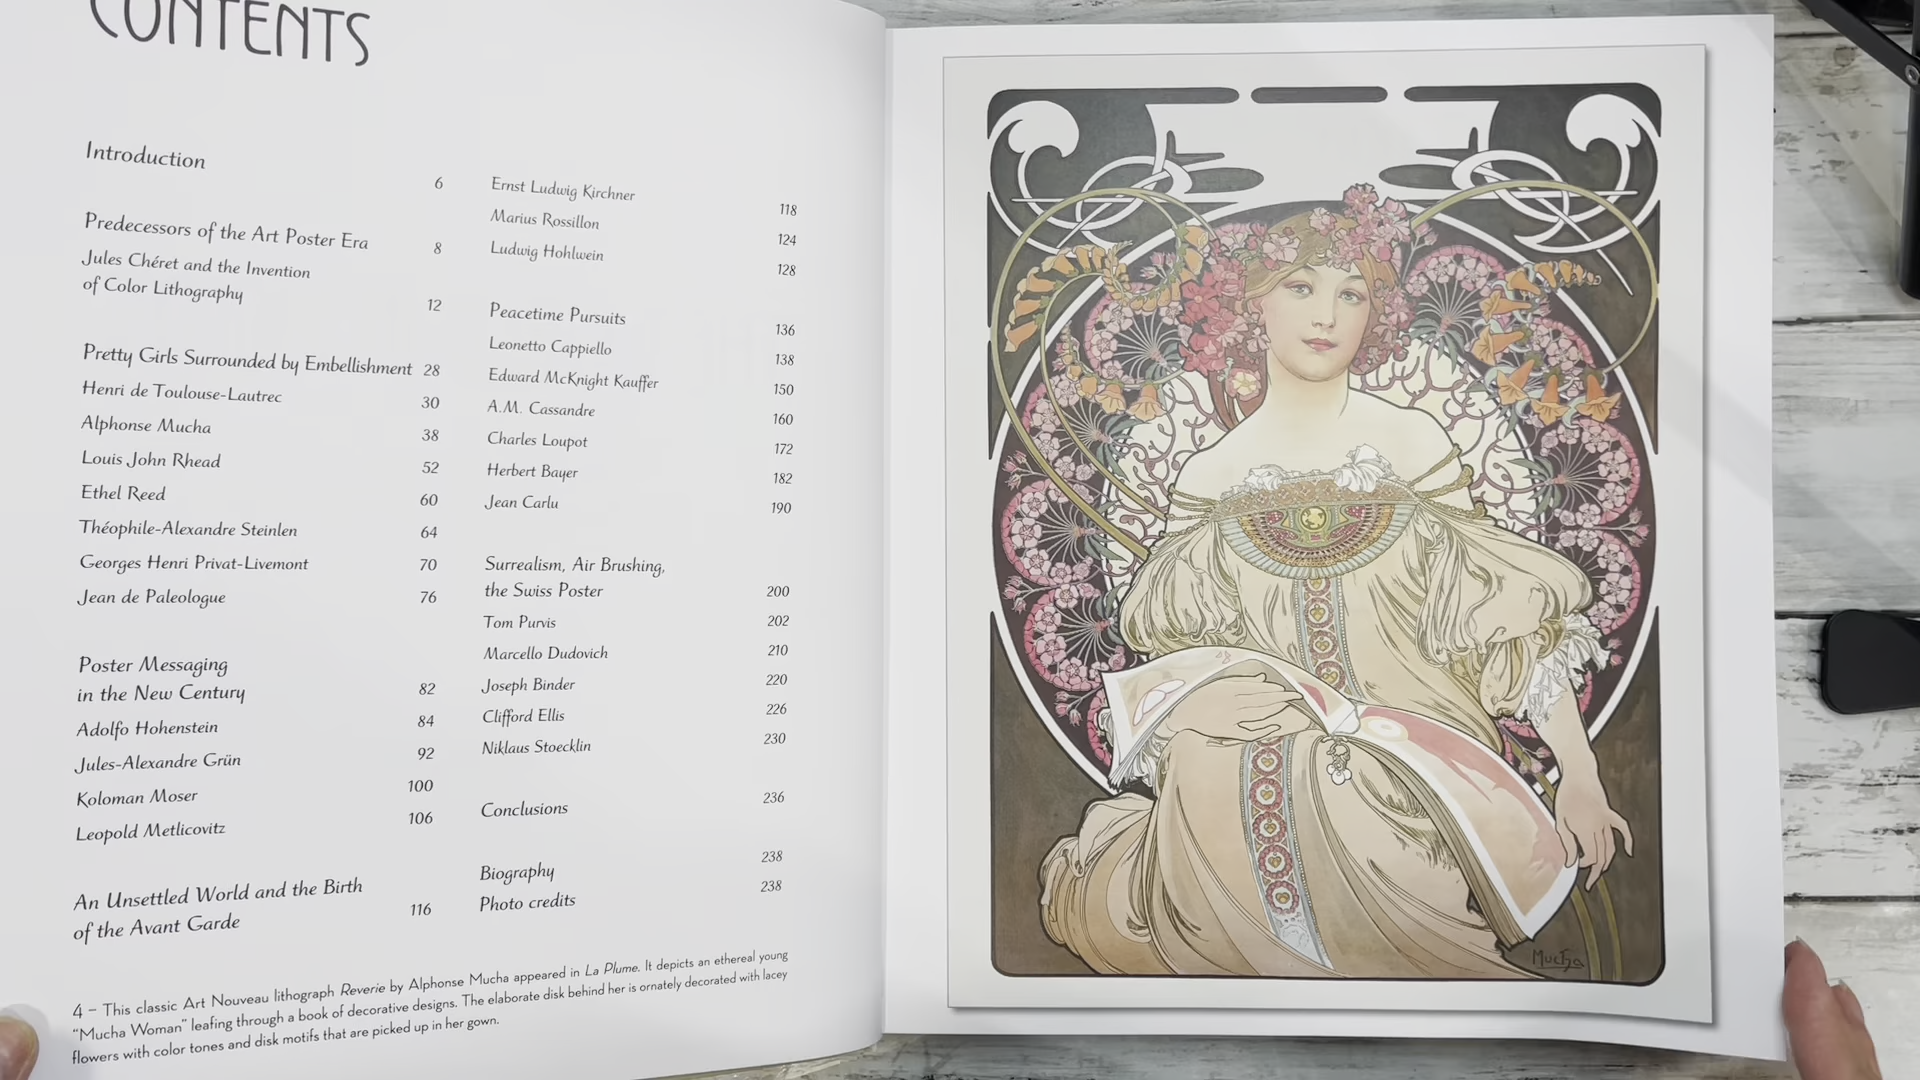 CONTENTS
Introduction 6
Predecessors of the Art Poster Era 8
Jules Chéret and the Invention
of Color Lithography 12
Pretty Girls Surrounded by Embellishment 28
Henri de Toulouse-Lautrec 30
Alphonse Mucha 38
Louis John Rhead 52
Ethel Reed 60
Théophile-Alexandre Steinlen 64
Georges Henri Privat-Livemont 70
Jean de Paleologue 76
Poster Messaging
in the New Century 82
Adolfo Hohenstein 84
Jules-Alexandre Grün 92
Koloman Moser 100
Leopold Metlicovitz 106
An Unsettled World and the Birth
of the Avant Garde 116
Ernst Ludwig Kirchner 118
Marius Rossillon 124
Ludwig Hohlwein 128
Peacetime Pursuits 136
Leonetto Cappiello 138
Edward McKnight Kauffer 150
A.M. Cassandre 160
Charles Loupot 172
Herbert Bayer 182
Jean Carlu 190
Surrealism, Air Brushing,
the Swiss Poster 200
Tom Purvis 202
Marcello Dudovich 210
Joseph Binder 220
Clifford Ellis 226
Niklaus Stoecklin 230
Conclusions 236
Biography 238
Photo credits 238
4 – This classic Art Nouveau lithograph Reverie by Alphonse Mucha appeared in La Plume. It depicts an ethereal young
“Mucha Woman” leafing through a book of decorative designs. The elaborate disk behind her is ornately decorated with lacey
flowers with color tones and disk motifs that are picked up in her gown.
Mucha